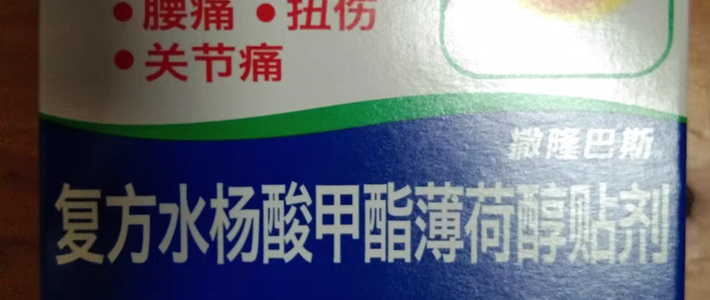 •腰痛 •扭伤
•关节痛
撒隆巴斯
复方水杨酸甲酯薄荷醇贴剂